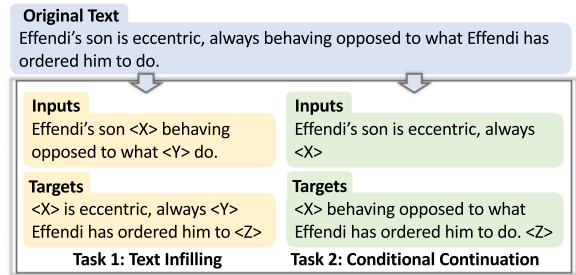 Original Text
Effendi’s son is eccentric, always behaving opposed to what Effendi has
ordered him to do.
Inputs
Effendi’s son <X> behaving
opposed to what <Y> do.
Targets
<X> is eccentric, always <Y>
Effendi has ordered him to <Z>
Task 1: Text Infilling
Inputs
Effendi’s son is eccentric, always
<X>
Targets
<X> behaving opposed to what
Effendi has ordered him to do. <Z>
Task 2: Conditional Continuation